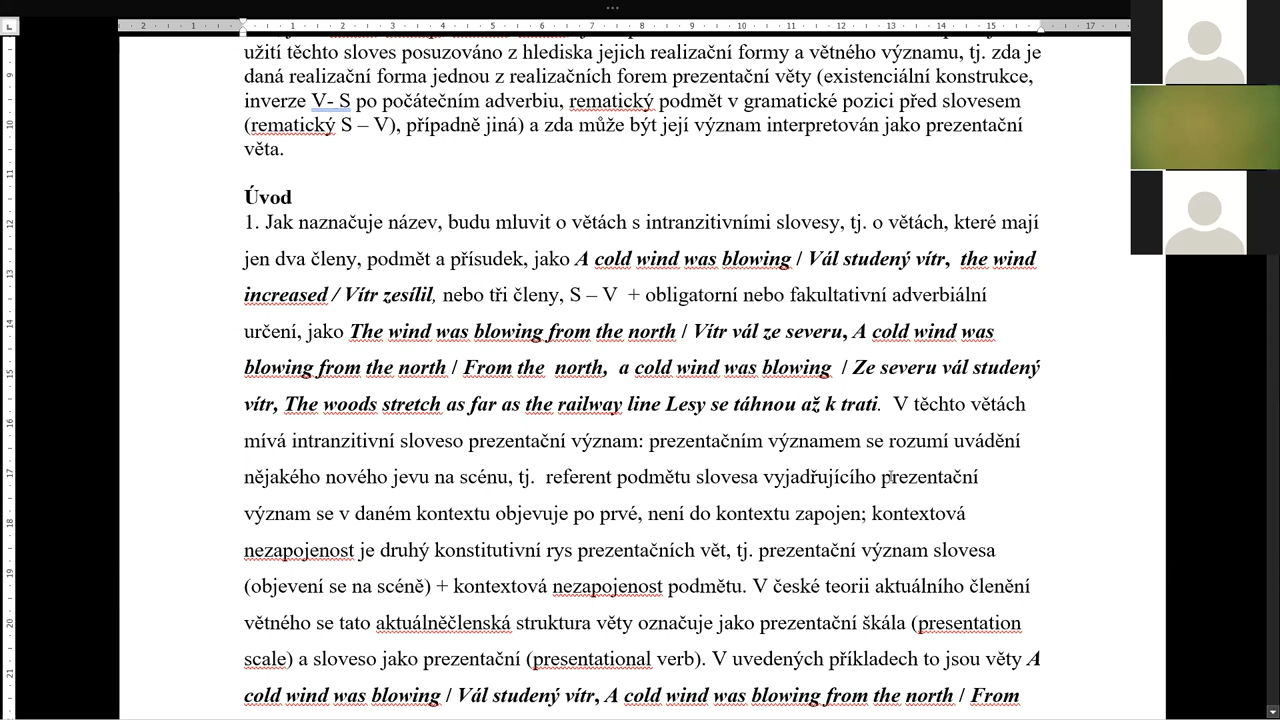 užití těchto sloves posuzováno z hlediska jejich realizační formy a větného významu, tj. zda je
daná realizační forma jednou z realizačních forem prezentační věty (existenciální konstrukce,
inverze V- S po počátečním adverbiu, rematický podmět v gramatické pozici před slovesem
(rematický S – V), případně jiná) a zda může být její význam interpretován jako prezentační
věta.
Úvod
1. Jak naznačuje název, budu mluvit o větách s intranzitivními slovesy, tj. o větách, které mají
jen dva členy, podmět a přísudek, jako A cold wind was blowing / Vál studený vítr, the wind
increased / Vítr zesílil, nebo tři členy, S – V + obligatorní nebo fakultativní adverbiální
určení, jako The wind was blowing from the north / Vítr vál ze severu, A cold wind was
blowing from the north / From the north, a cold wind was blowing / Ze severu vál studený
vítr, The woods stretch as far as the railway line Lesy se táhnou až k trati. V těchto větách
mívá intranzitivní sloveso prezentační význam: prezentačním významem se rozumí uvádění
nějakého nového jevu na scénu, tj. referent podmětu slovesa vyjadřujícího prezentační
význam se v daném kontextu objevuje po prvé, není do kontextu zapojen; kontextová
nezapojenost je druhý konstitutivní rys prezentačních vět, tj. prezentační význam slovesa
(objevení se na scéně) + kontextová nezapojenost podmětu. V české teorii aktuálního členění
větného se tato aktuálněčlenská struktura věty označuje jako prezentační škála (presentation
scale) a sloveso jako prezentační (presentational verb). V uvedených příkladech to jsou věty A
cold wind was blowing / Vál studený vítr, A cold wind was blowing from the north / From